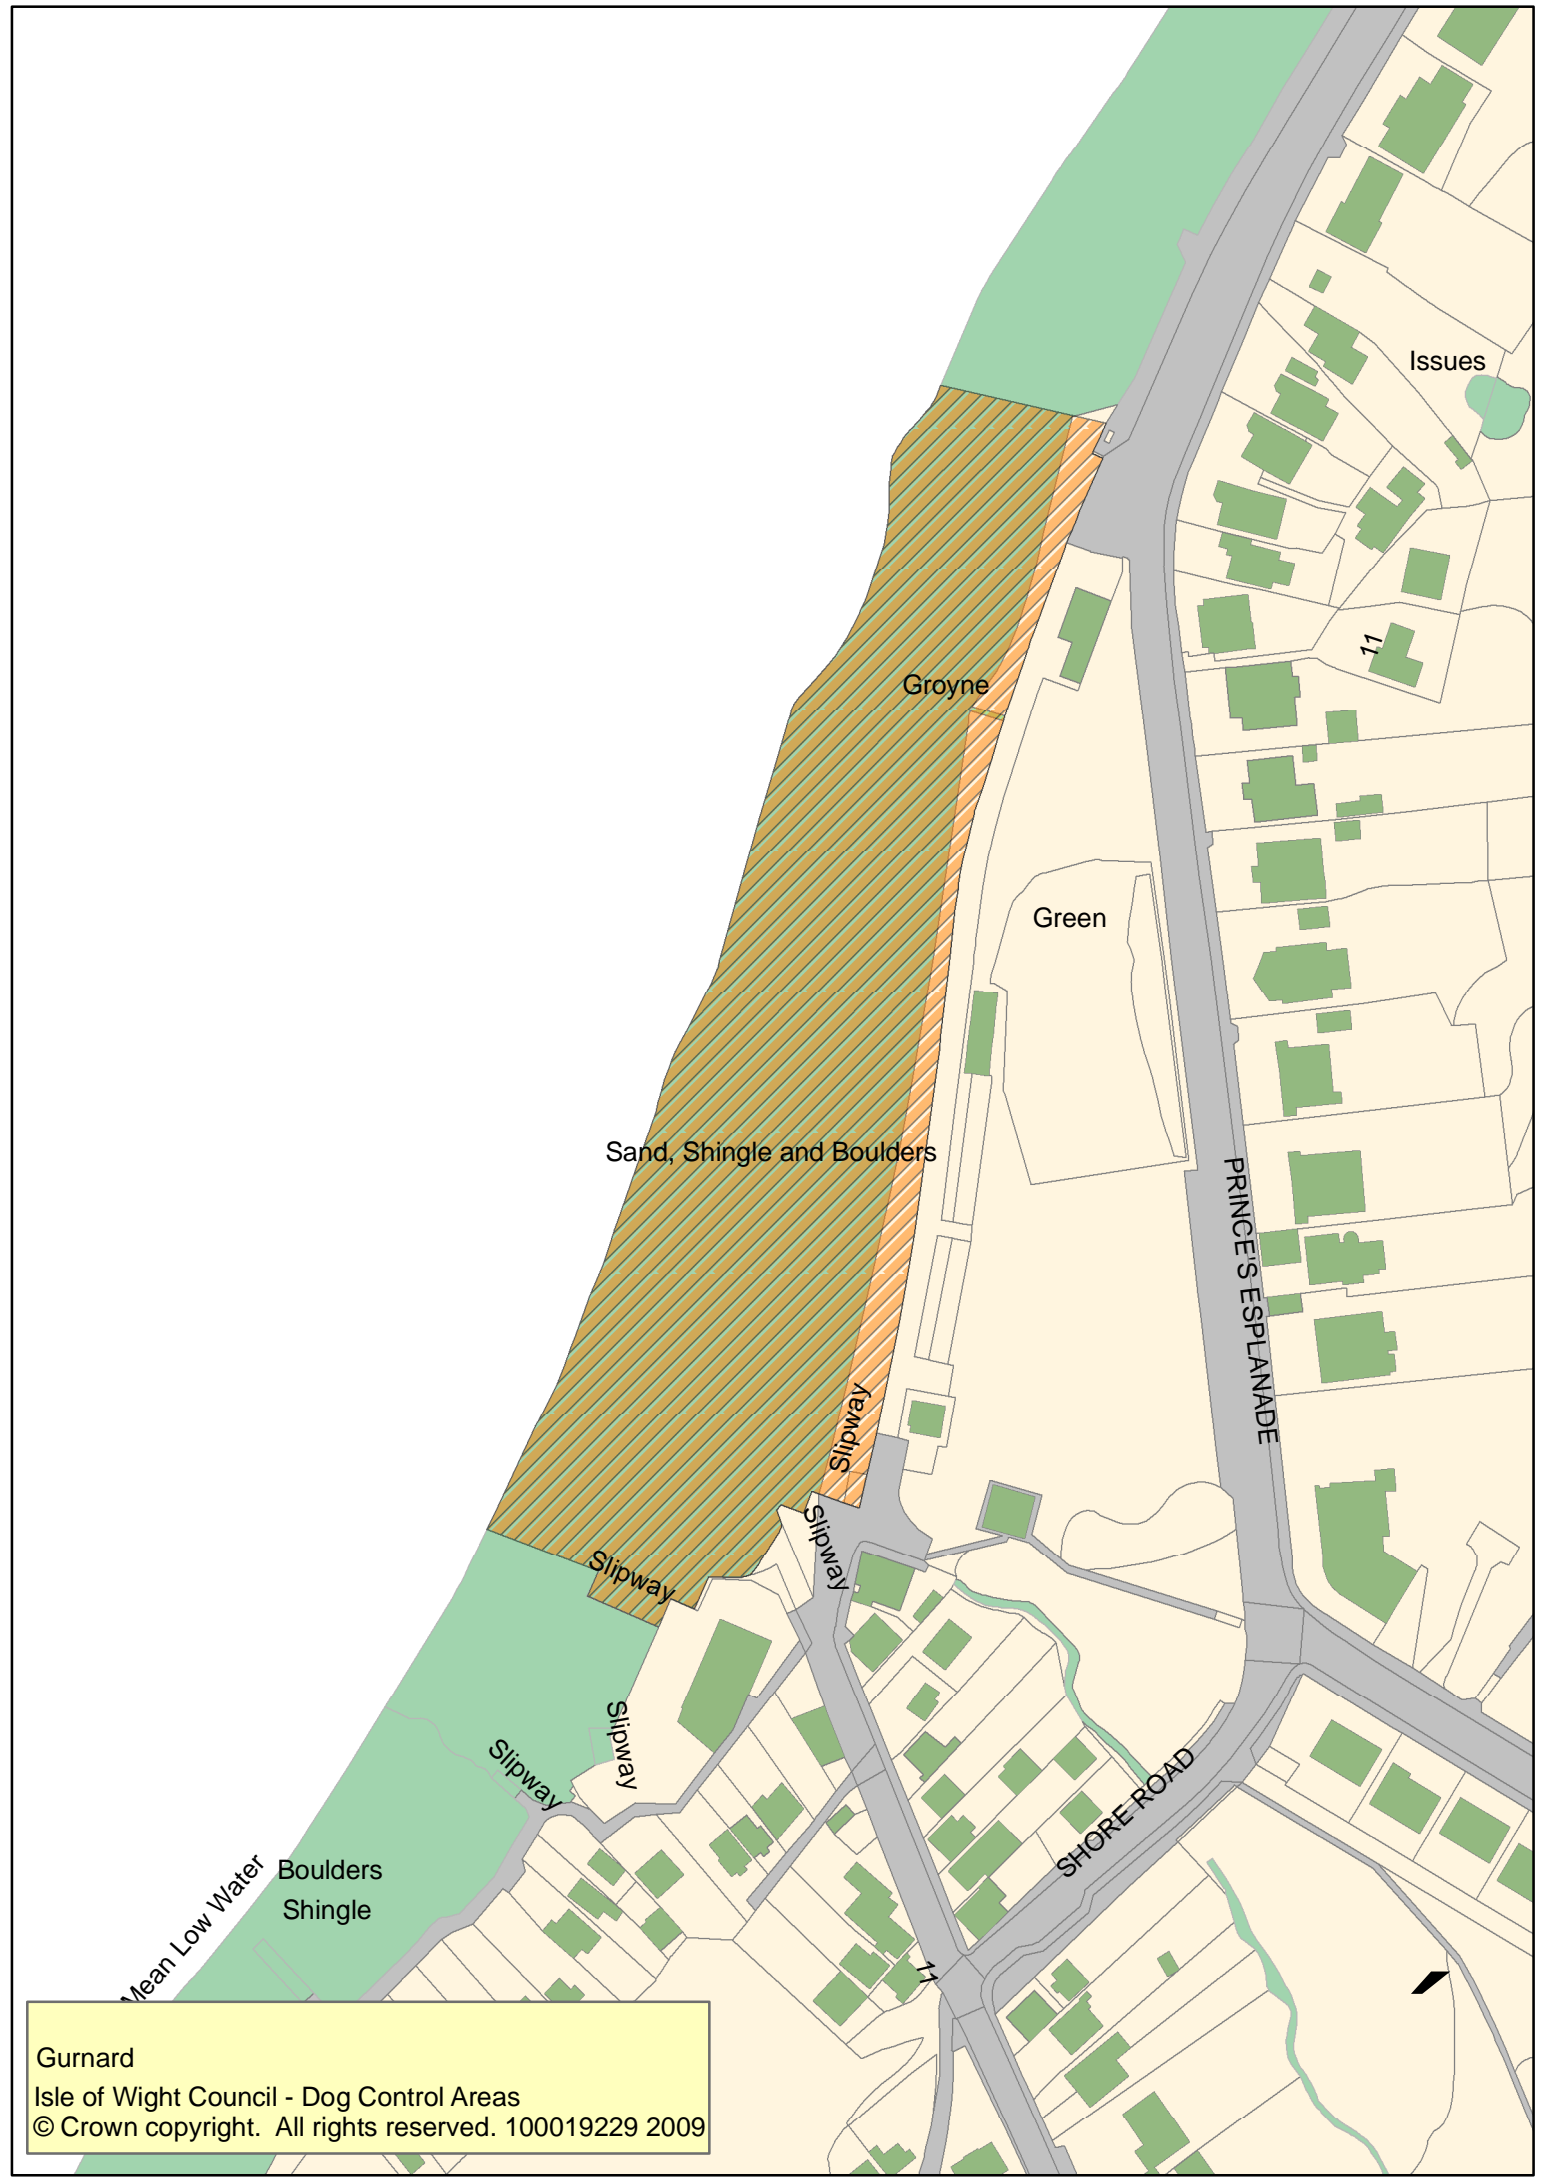 Issues
11
Groyne
Green
Sand, Shingle and Boulders
PRINCE'S ESPLANADE
Slipway
Slipway
Slipway
Slipway
Slipway
SHORE ROAD
Mean Low Water
Boulders
Shingle
11
Gurnard
Isle of Wight Council - Dog Control Areas
© Crown copyright. All rights reserved. 100019229 2009